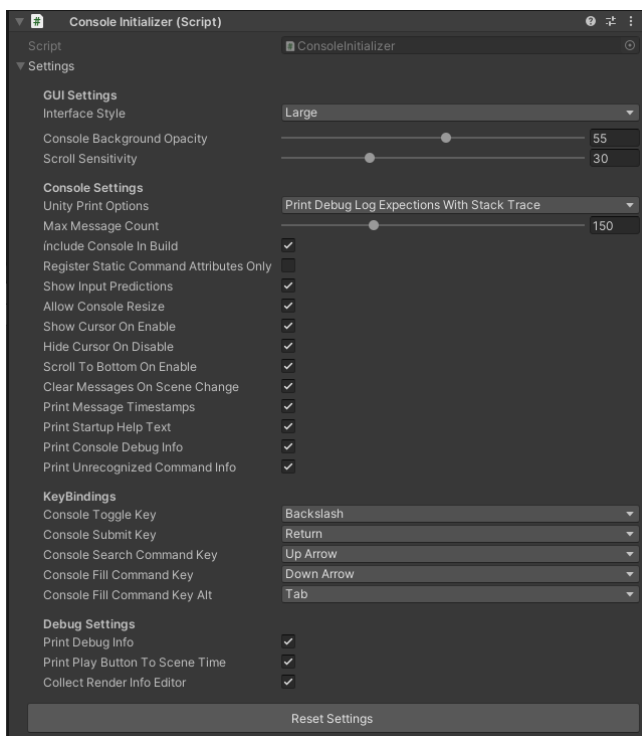 Console Initializer (Script)
Script ConsoleInitializer
Settings
GUI Settings
Interface Style Large
Console Background Opacity 55
Scroll Sensitivity 30
Console Settings
Unity Print Options Print Debug Log Expections With Stack Trace
Max Message Count 150
ínclude Console In Build
Register Static Command Attributes Only
Show Input Predictions
Allow Console Resize
Show Cursor On Enable
Hide Cursor On Disable
Scroll To Bottom On Enable
Clear Messages On Scene Change
Print Message Timestamps
Print Startup Help Text
Print Console Debug Info
Print Unrecognized Command Info
KeyBindings
Console Toggle Key Backslash
Console Submit Key Return
Console Search Command Key Up Arrow
Console Fill Command Key Down Arrow
Console Fill Command Key Alt Tab
Debug Settings
Print Debug Info
Print Play Button To Scene Time
Collect Render Info Editor
Reset Settings